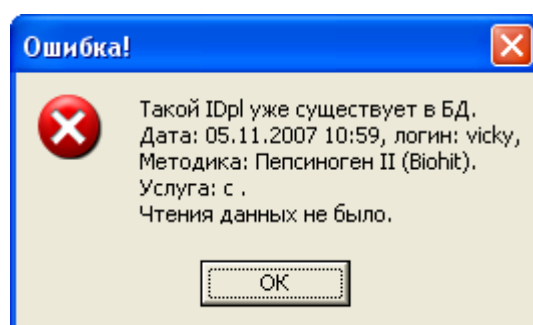 Ошибка!
Такой IDpl уже существует в БД.
Дата: 05.11.2007 10:59, логин: vicky,
Методика: Пепсиноген II (Biohit).
Услуга: с .
Чтения данных не было.
OK